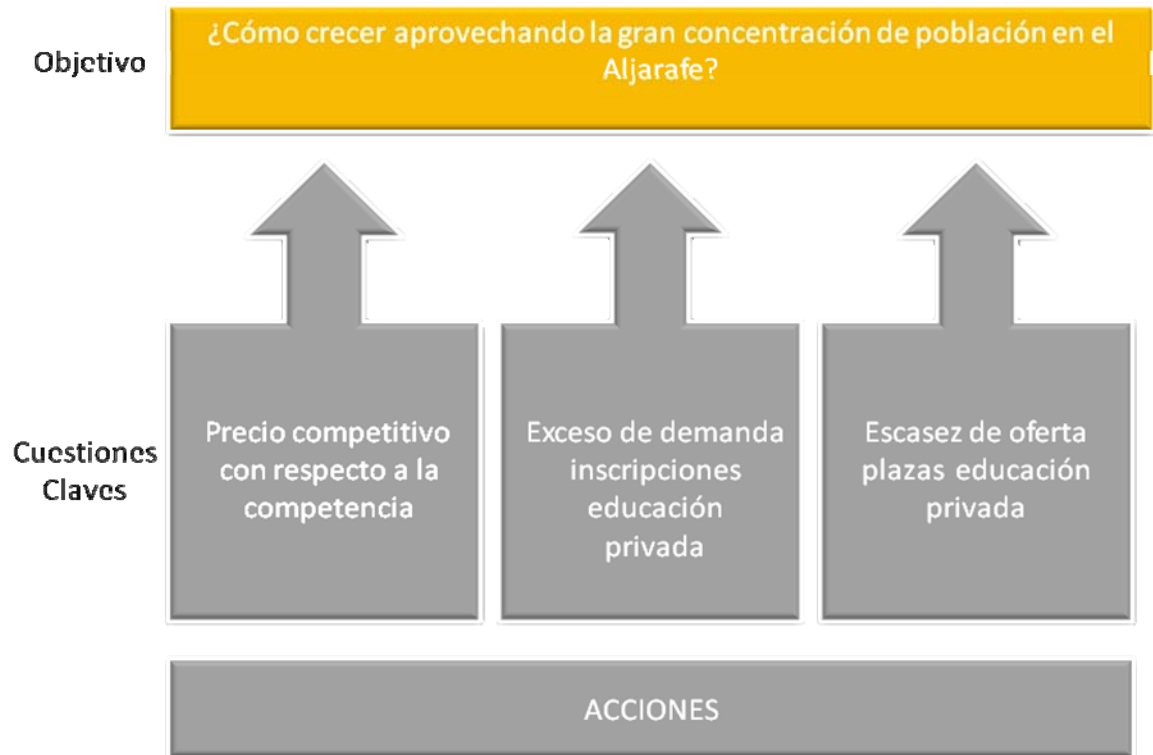 Objetivo
¿Cómo crecer aprovechando la gran concentración de población en el
Aljarafe?
Cuestiones
Claves
Precio competitivo
con respecto a la
competencia
Exceso de demanda
inscripciones
educación
privada
Escasez de oferta
plazas educación
privada
ACCIONES